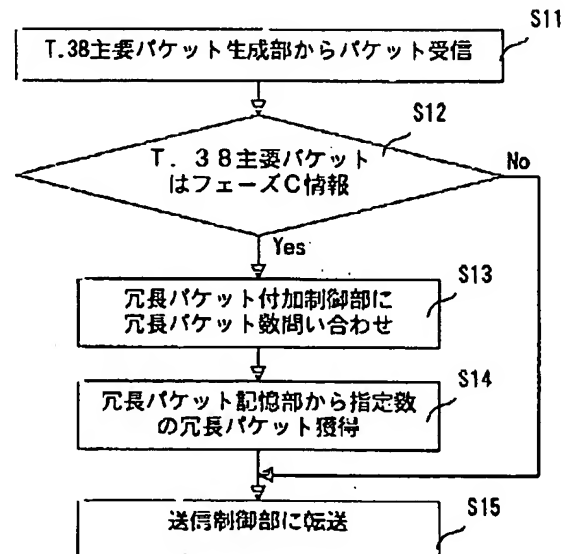 S11
T.38主要パケット生成部からパケット受信
S12
T.38主要パケット
はフェーズC情報
No
Yes
S13
冗長パケット付加制御部に
冗長パケット数問い合わせ
S14
冗長パケット記憶部から指定数
の冗長パケット獲得
S15
送信制御部に転送